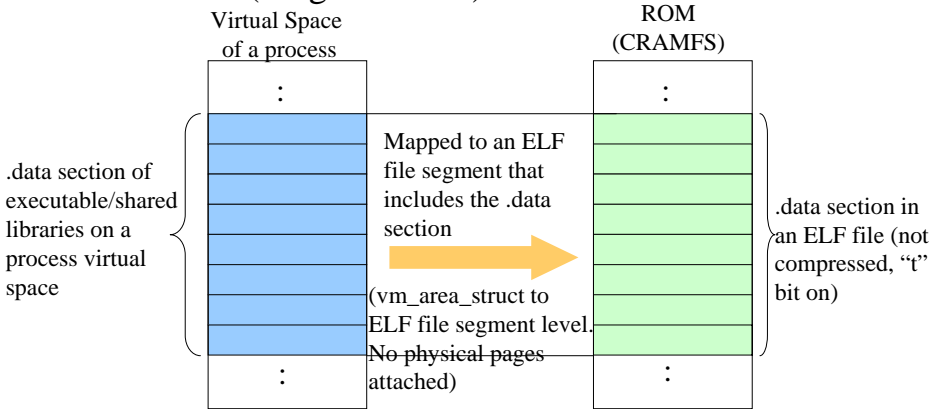 Virtual Space
of a process
ROM
(CRAMFS)
:
:
.data section of
executable/shared
libraries on a
process virtual
space
Mapped to an ELF
file segment that
includes the .data
section
(vm_area_struct to
ELF file segment level.
No physical pages
attached)
.data section in
an ELF file (not
compressed, “t”
bit on)
:
: